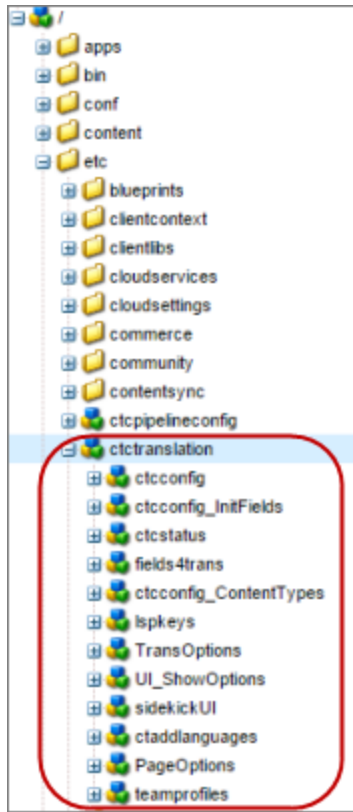 /
apps
bin
conf
content
etc
blueprints
clientcontext
clientlibs
cloudservices
cloudsettings
commerce
community
contentsync
ctcpipelineconfig
ctctranslation
ctcconfig
ctcconfig_InitFields
ctcstatus
fields4trans
ctcconfig_ContentTypes
lspkeys
TransOptions
UI_ShowOptions
sidekickUI
ctaddlanguages
PageOptions
teamprofiles